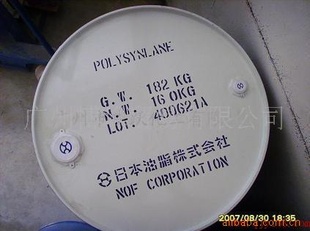 POLYSYNLANE
G.T. 182 KG
N.T. 160KG
LOT. 400621A
日本油脂株式会社
NOF CORPORATION
2007/08/30 18:35